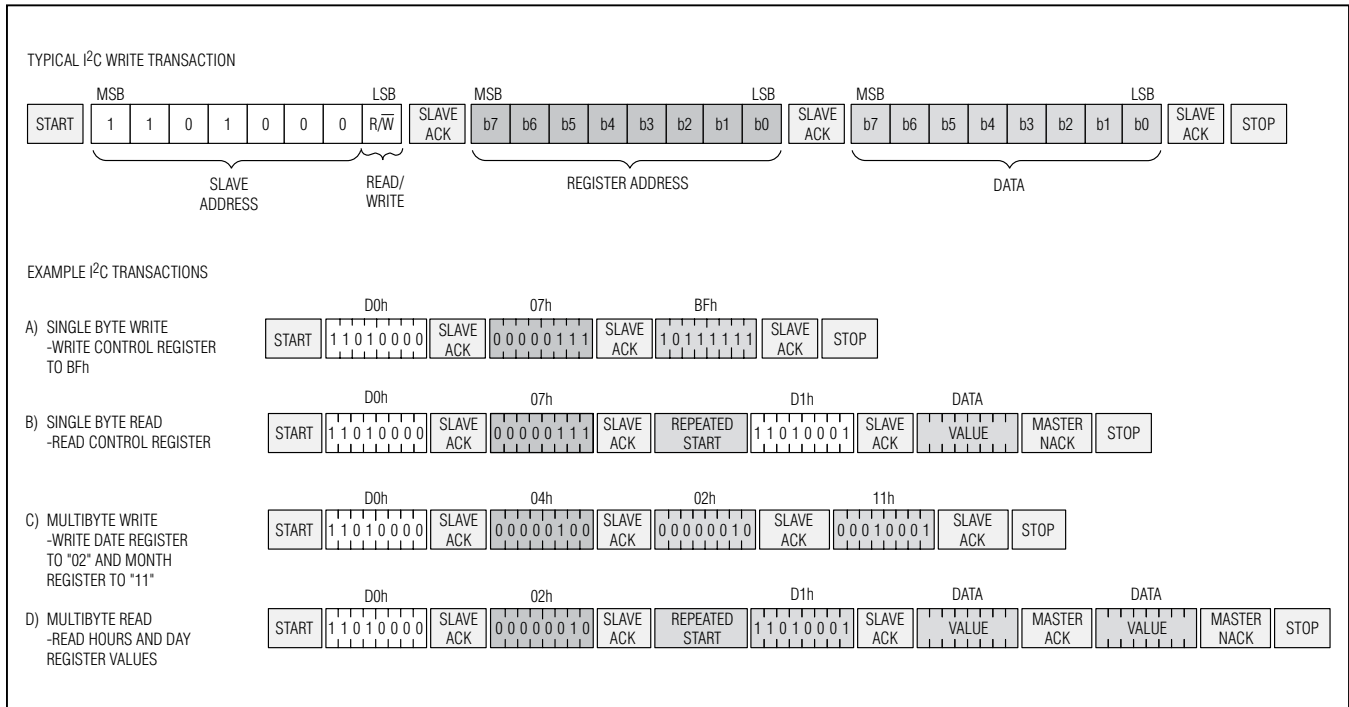 TYPICAL I²C WRITE TRANSACTION
MSB LSB MSB LSB MSB LSB
START 1 1 0 1 0 0 0 R/W̅ SLAVE ACK b7 b6 b5 b4 b3 b2 b1 b0 SLAVE ACK b7 b6 b5 b4 b3 b2 b1 b0 SLAVE ACK STOP
SLAVE ADDRESS READ/WRITE REGISTER ADDRESS DATA
EXAMPLE I²C TRANSACTIONS
D0h 07h BFh
A) SINGLE BYTE WRITE
-WRITE CONTROL REGISTER
TO BFh
START 11010000 SLAVE ACK 00000111 SLAVE ACK 10111111 SLAVE ACK STOP
D0h 07h D1h DATA
B) SINGLE BYTE READ
-READ CONTROL REGISTER
START 11010000 SLAVE ACK 00000111 SLAVE ACK REPEATED START 11010001 SLAVE ACK VALUE MASTER NACK STOP
D0h 04h 02h 11h
C) MULTIBYTE WRITE
-WRITE DATE REGISTER
TO "02" AND MONTH
REGISTER TO "11"
START 11010000 SLAVE ACK 00000100 SLAVE ACK 00000010 SLAVE ACK 00010001 SLAVE ACK STOP
D0h 02h D1h DATA DATA
D) MULTIBYTE READ
-READ HOURS AND DAY
REGISTER VALUES
START 11010000 SLAVE ACK 00000010 SLAVE ACK REPEATED START 11010001 SLAVE ACK VALUE MASTER ACK VALUE MASTER NACK STOP